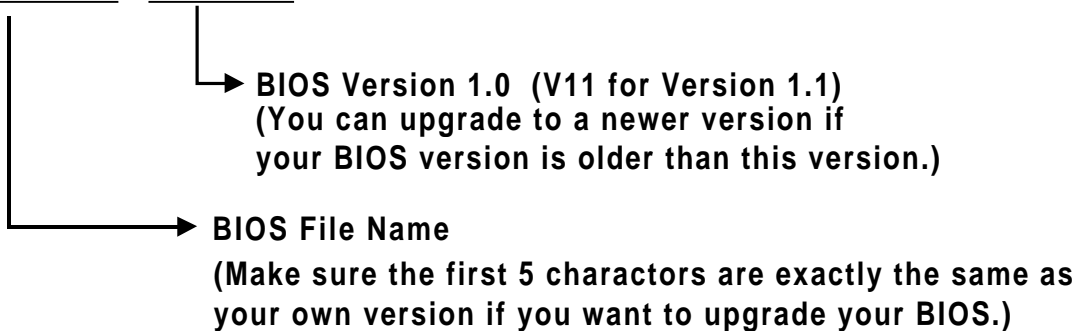 BIOS Version 1.0 (V11 for Version 1.1)
(You can upgrade to a newer version if
your BIOS version is older than this version.)
BIOS File Name
(Make sure the first 5 charactors are exactly the same as
your own version if you want to upgrade your BIOS.)